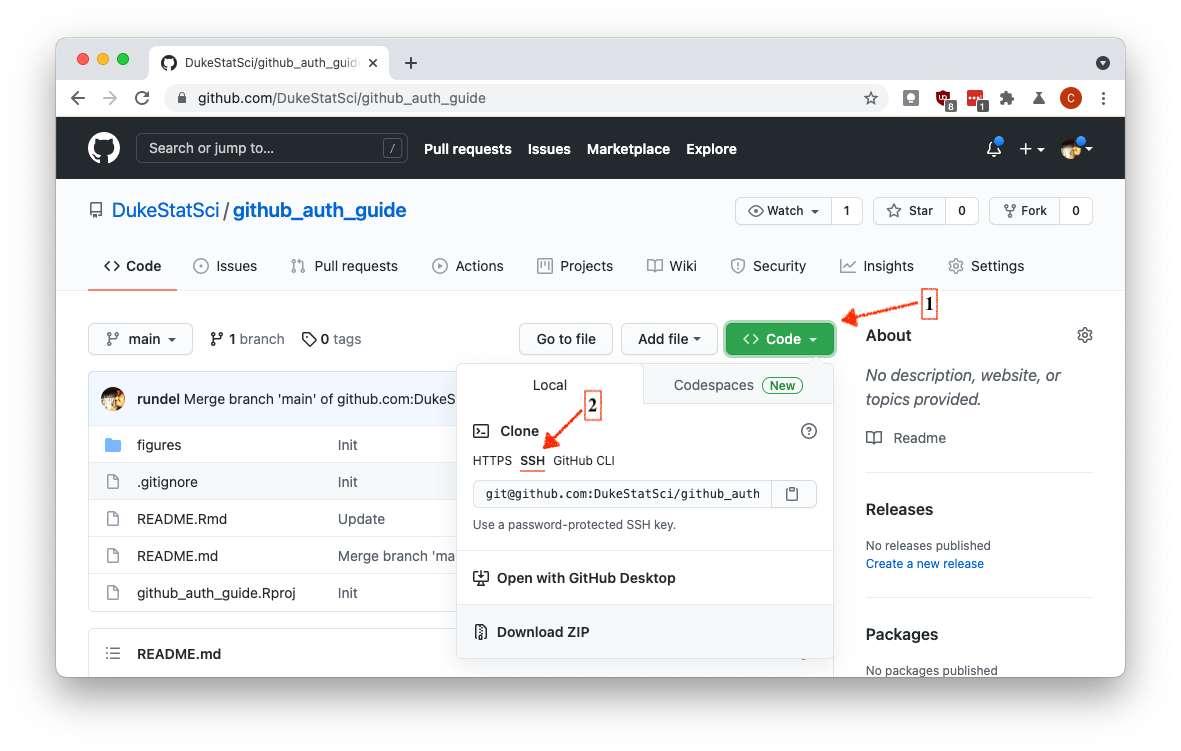 DukeStatSci/github_auth_guid
github.com/DukeStatSci/github_auth_guide
8
1
C
Search or jump to... /
Pull requests Issues Marketplace Explore
DukeStatSci / github_auth_guide
Watch 1 Star 0 Fork 0
<> Code Issues Pull requests Actions Projects Wiki Security Insights Settings
1
main 1 branch 0 tags Go to file Add file <> Code
About
No description, website, or
topics provided.
Readme
Releases
No releases published
Create a new release
Packages
No packages published
Local Codespaces New
2
Clone
HTTPS SSH GitHub CLI
git@github.com:DukeStatSci/github_auth
Use a password-protected SSH key.
Open with GitHub Desktop
Download ZIP
rundel Merge branch 'main' of github.com:DukeS
figures Init
.gitignore Init
README.Rmd Update
README.md Merge branch 'ma
github_auth_guide.Rproj Init
README.md